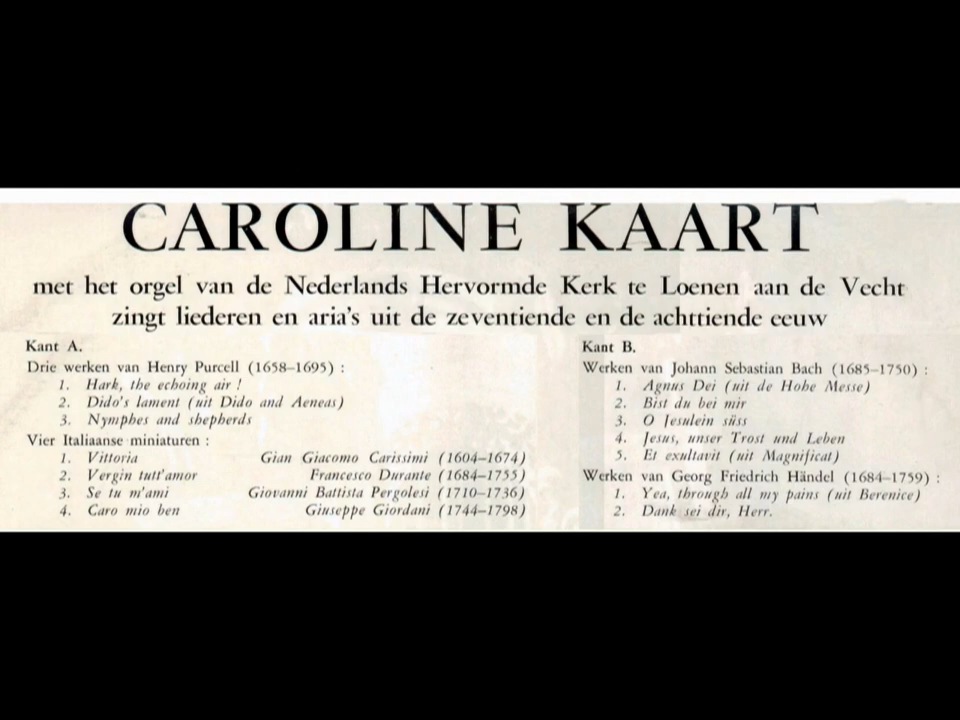 CAROLINE KAART
met het orgel van de Nederlands Hervormde Kerk te Loenen aan de Vecht
zingt liederen en aria's uit de zeventiende en de achttiende eeuw
Kant A.
Drie werken van Henry Purcell (1658–1695) :
1. Hark, the echoing air !
2. Dido's lament (uit Dido and Aeneas)
3. Nymphes and shepherds
Vier Italiaanse miniaturen :
1. Vittoria Gian Giacomo Carissimi (1604–1674)
2. Vergin tutt'amor Francesco Durante (1684–1755)
3. Se tu m'ami Giovanni Battista Pergolesi (1710–1736)
4. Caro mio ben Giuseppe Giordani (1744–1798)
Kant B.
Werken van Johann Sebastian Bach (1685–1750) :
1. Agnus Dei (uit de Hohe Messe)
2. Bist du bei mir
3. O Jesulein süss
4. Jesus, unser Trost und Leben
5. Et exultavit (uit Magnificat)
Werken van Georg Friedrich Händel (1684–1759) :
1. Yea, through all my pains (uit Berenice)
2. Dank sei dir, Herr.